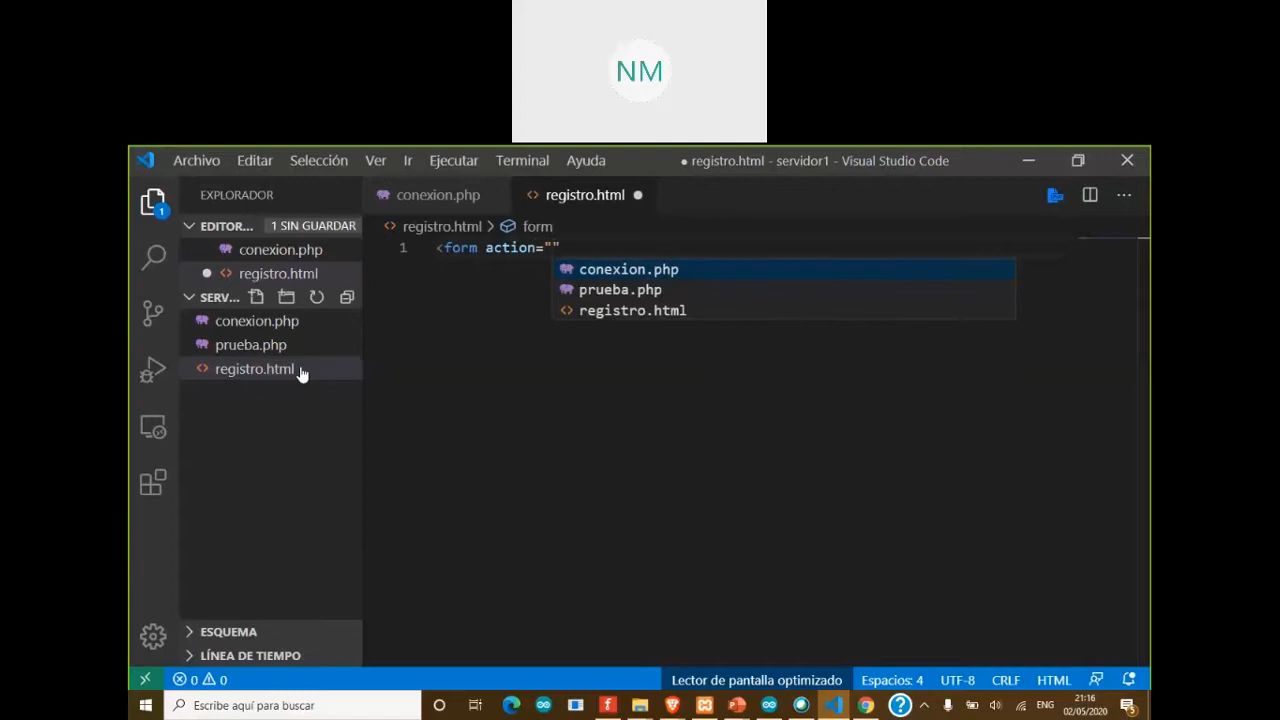 NM
Archivo Editar Selección Ver Ir Ejecutar Terminal Ayuda ● registro.html - servidor1 - Visual Studio Code
EXPLORADOR
conexion.php registro.html
EDITOR... 1 SIN GUARDAR
registro.html > form
conexion.php
1 <form action=""
registro.html
conexion.php
prueba.php
registro.html
SERV...
conexion.php
prueba.php
registro.html
1
ESQUEMA
LÍNEA DE TIEMPO
0 0 Lector de pantalla optimizado Espacios: 4 UTF-8 CRLF HTML
Escribe aquí para buscar
ENG
21:16
02/05/2020
5